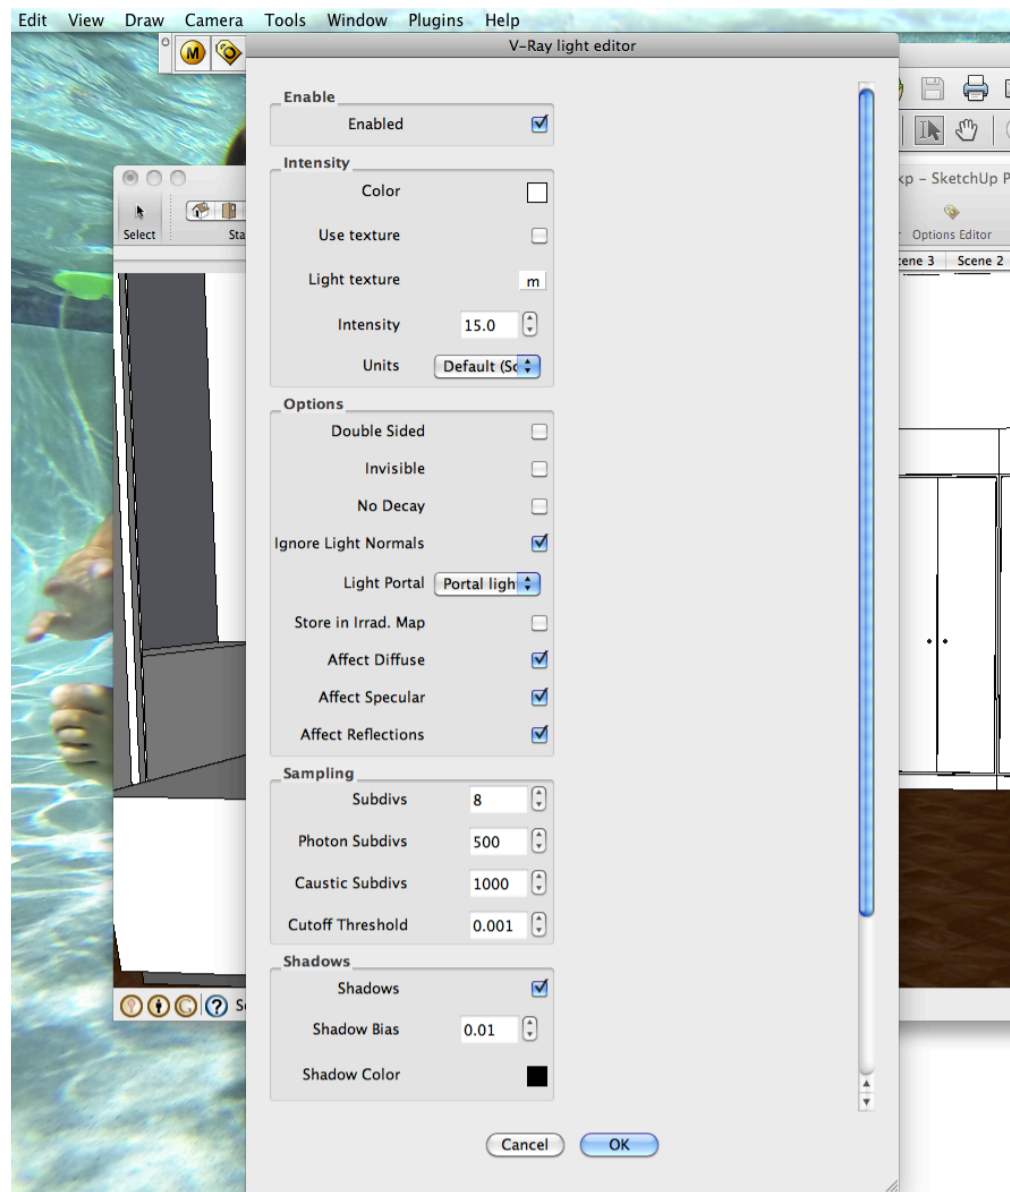 Edit View Draw Camera Tools Window Plugins Help
V-Ray light editor
M
Enable
Enabled
Intensity
Color
Use texture
Light texture m
Intensity 15.0
Units Default (Sc
Options
Double Sided
Invisible
No Decay
Ignore Light Normals
Light Portal Portal ligh
Store in Irrad. Map
Affect Diffuse
Affect Specular
Affect Reflections
Sampling
Subdivs 8
Photon Subdivs 500
Caustic Subdivs 1000
Cutoff Threshold 0.001
Shadows
Shadows
Shadow Bias 0.01
Shadow Color
Cancel OK
Select Sta
xp - SketchUp P
Options Editor
cene 3 Scene 2